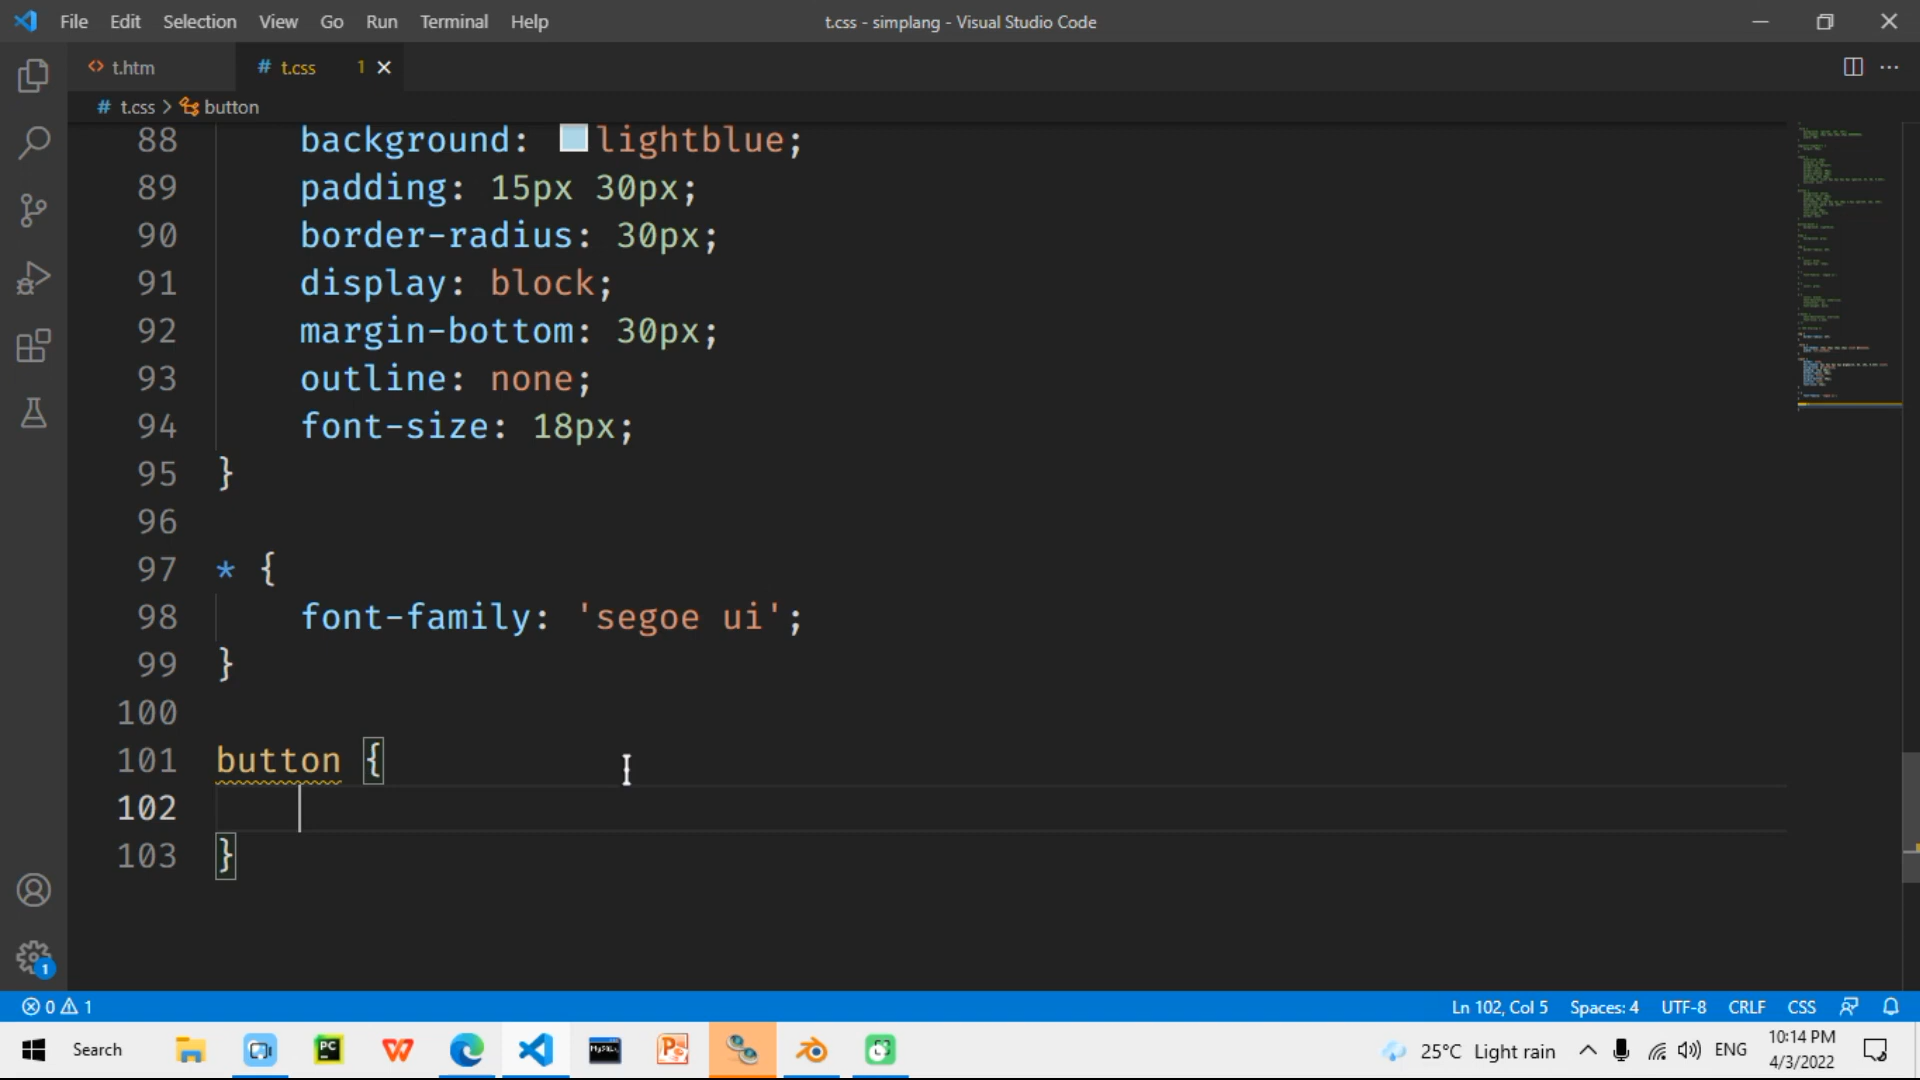 File Edit Selection View Go Run Terminal Help
t.css - simplang - Visual Studio Code
t.htm
# t.css 1
# t.css > button
88 background: lightblue;
89 padding: 15px 30px;
90 border-radius: 30px;
91 display: block;
92 margin-bottom: 30px;
93 outline: none;
94 font-size: 18px;
95 }
96
97 * {
98 font-family: 'segoe ui';
99 }
100
101 button {
102
103 }
1
0 1
Ln 102, Col 5 Spaces: 4 UTF-8 CRLF CSS
Search
PC
MySQL
25°C Light rain
ENG
10:14 PM
4/3/2022